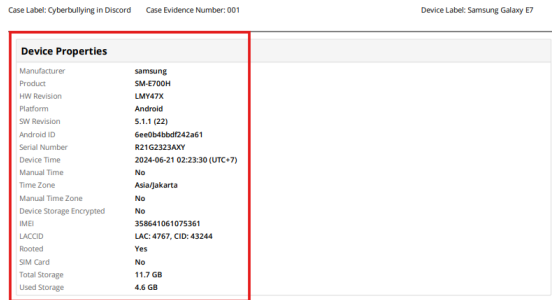 Case Label: Cyberbullying in Discord Case Evidence Number: 001 Device Label: Samsung Galaxy E7
Device Properties
Manufacturer samsung
Product SM-E700H
HW Revision LMY47X
Platform Android
SW Revision 5.1.1 (22)
Android ID 6ee0b4bbdf242a61
Serial Number R21G2323AXY
Device Time 2024-06-21 02:23:30 (UTC+7)
Manual Time No
Time Zone Asia/Jakarta
Manual Time Zone No
Device Storage Encrypted No
IMEI 358641061075361
LACCID LAC: 4767, CID: 43244
Rooted Yes
SIM Card No
Total Storage 11.7 GB
Used Storage 4.6 GB